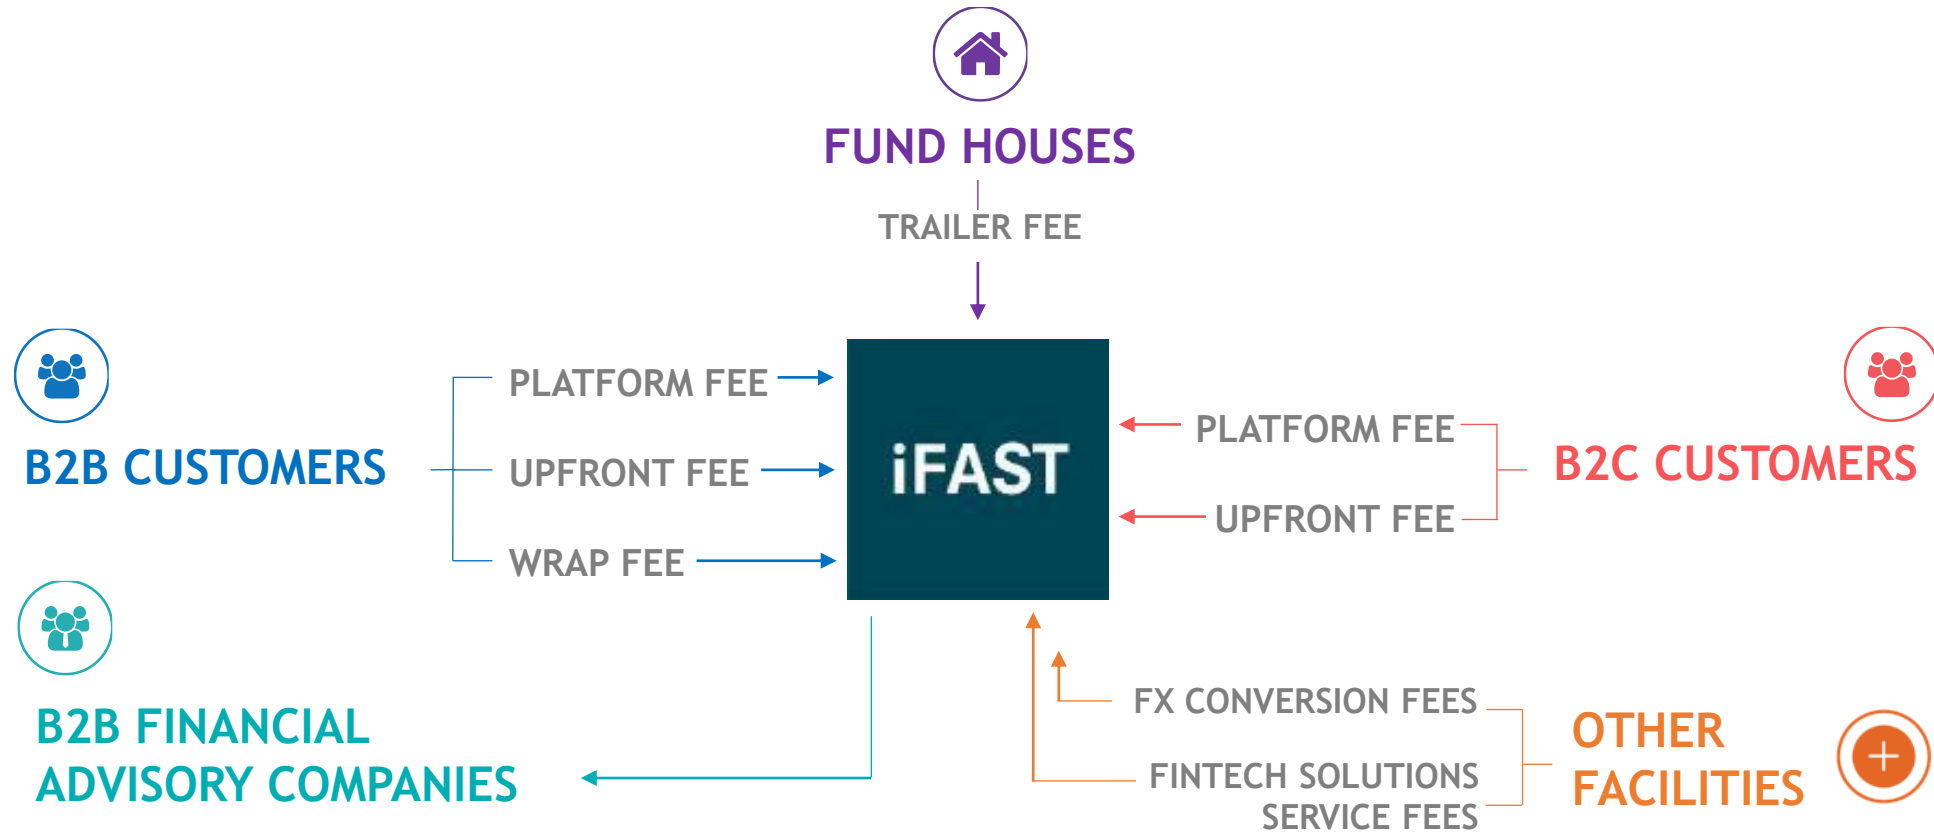 FUND HOUSES
TRAILER FEE
B2B CUSTOMERS
PLATFORM FEE
UPFRONT FEE
WRAP FEE
iFAST
PLATFORM FEE
UPFRONT FEE
B2C CUSTOMERS
B2B FINANCIAL
ADVISORY COMPANIES
FX CONVERSION FEES
FINTECH SOLUTIONS
SERVICE FEES
OTHER
FACILITIES